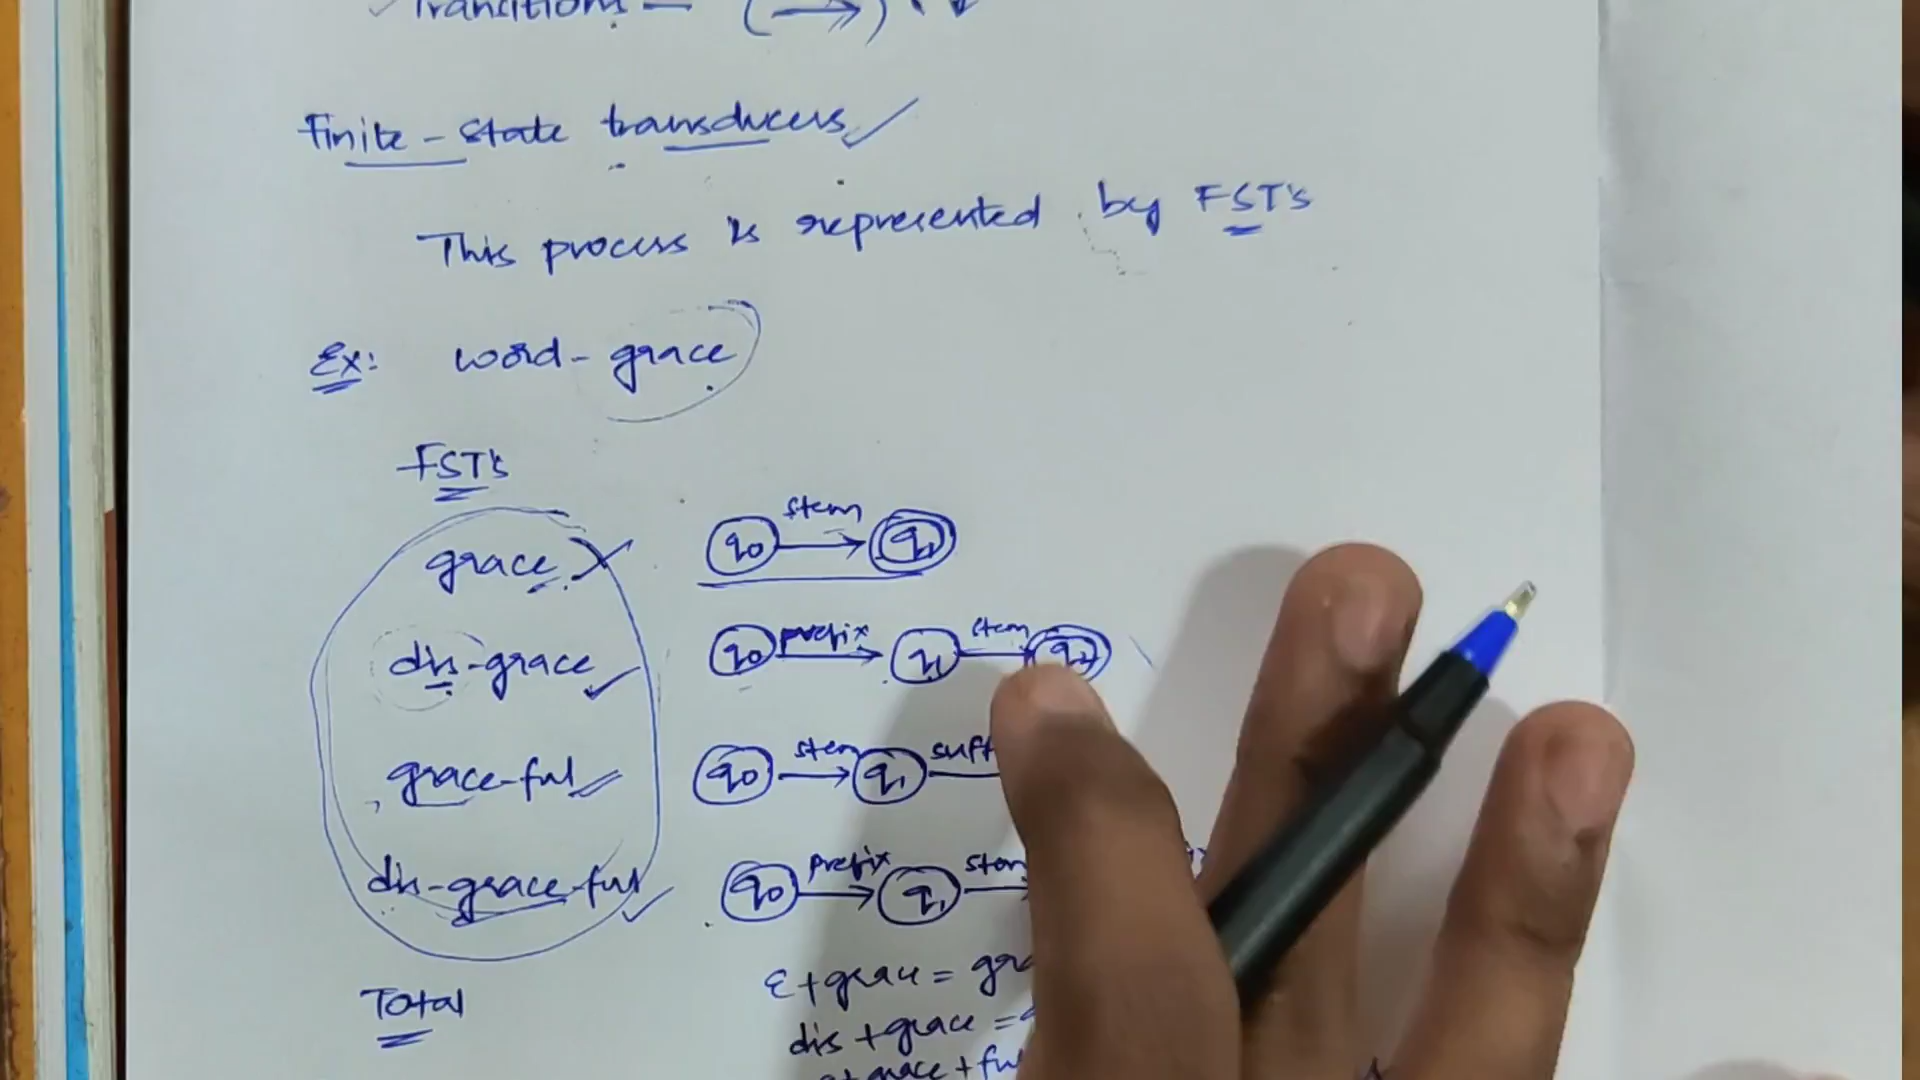 Transitions - (→)
Finite-state transducers ✓
This process is represented by FST's
Ex: word-grace
FST's
grace q0 stem → q1
dis-grace ✓ q0 prefix → q1 stem q2
grace-ful q0 stem → q1
dis-grace-ful ✓ q0 prefix → q1 stem →
ε+grace =
Total
dis+grace =